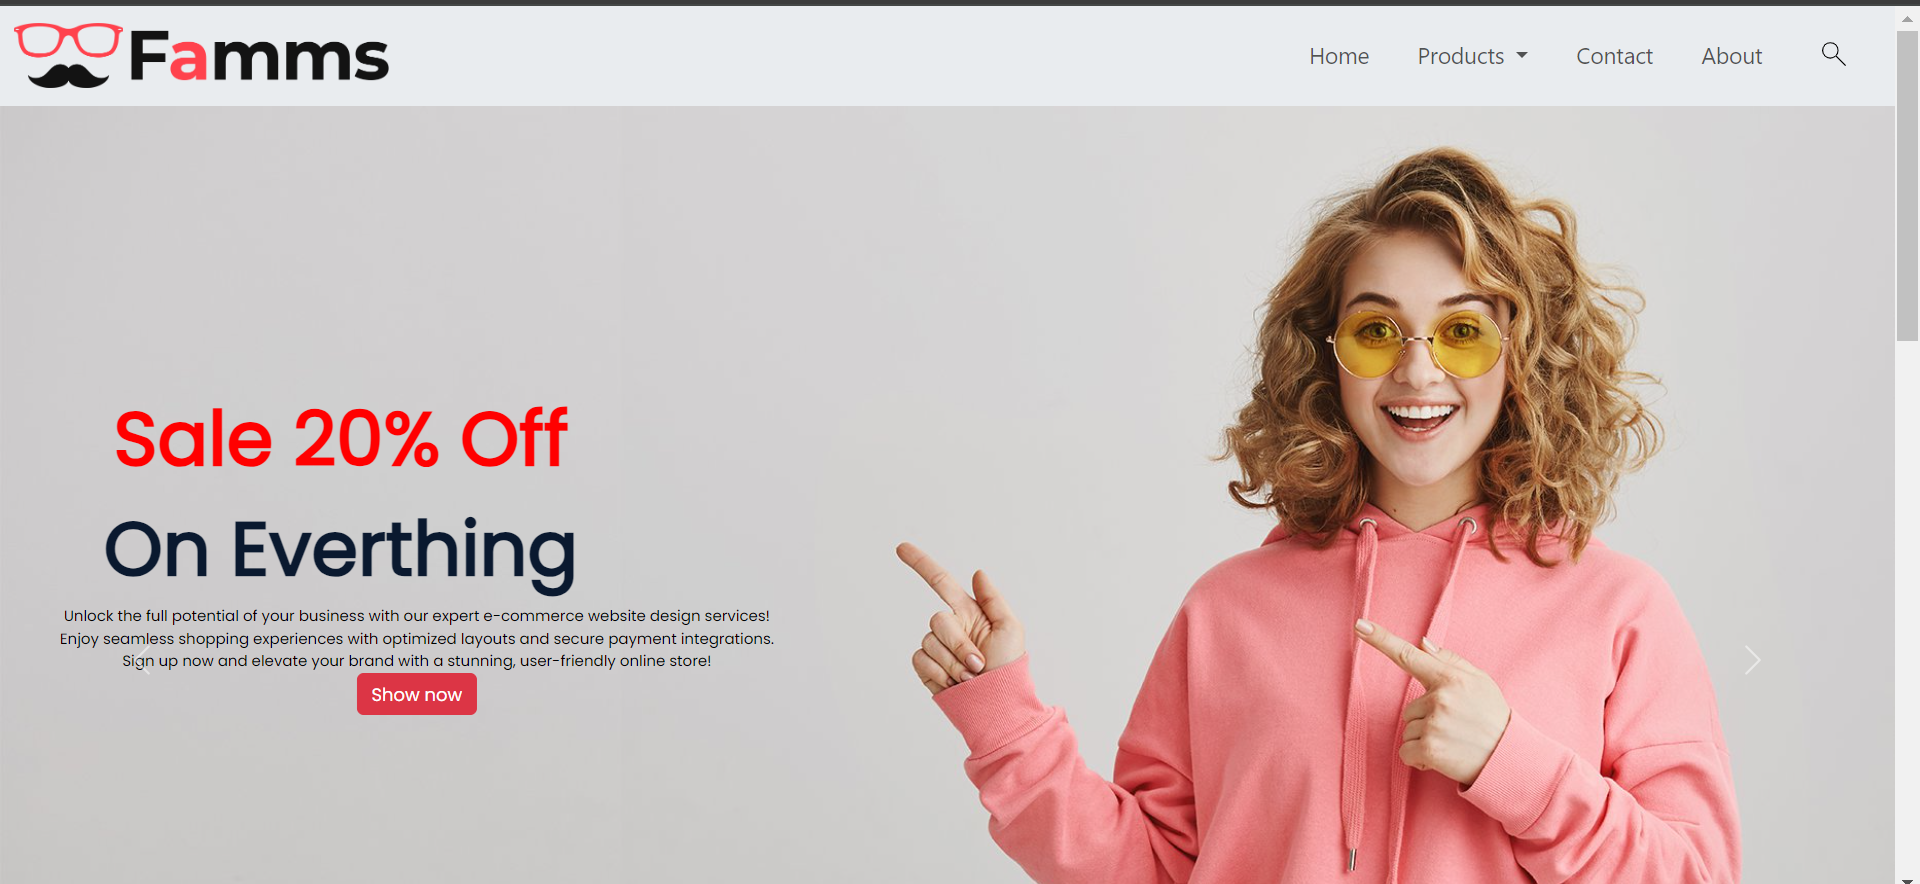 Famms
Home Products Contact About
Sale 20% Off
On Everthing
Unlock the full potential of your business with our expert e-commerce website design services!
Enjoy seamless shopping experiences with optimized layouts and secure payment integrations.
Sign up now and elevate your brand with a stunning, user-friendly online store!
Show now